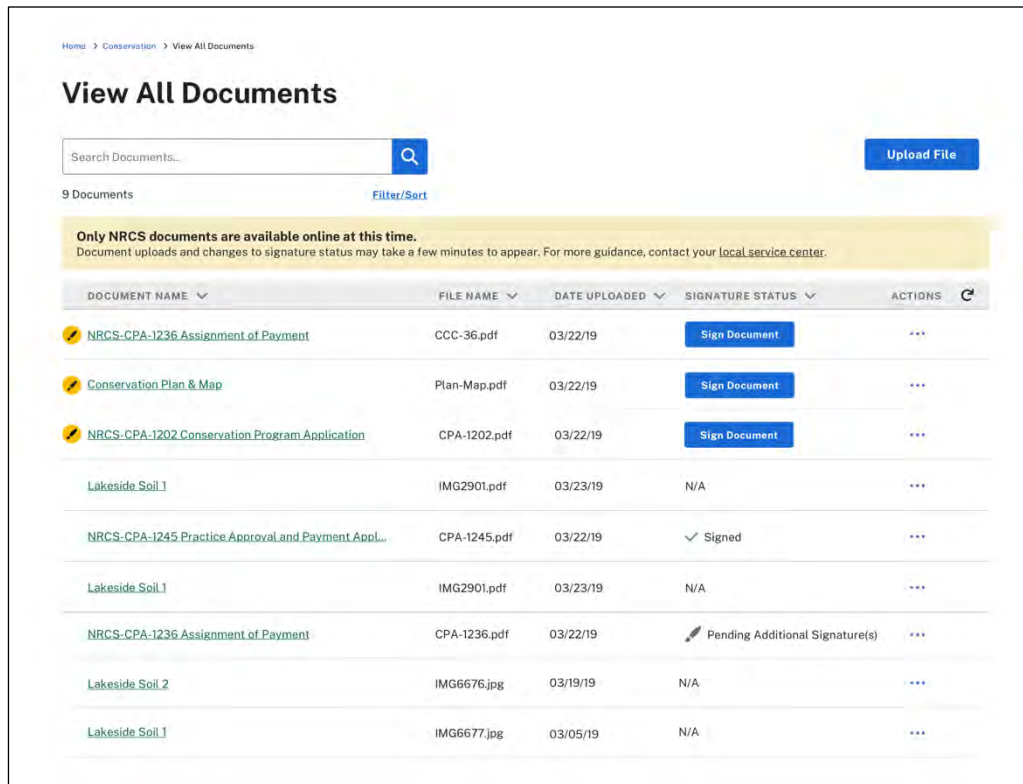 Home > Conservation > View All Documents
View All Documents
Search Documents...
Upload File
9 Documents Filter/Sort
Only NRCS documents are available online at this time.
Document uploads and changes to signature status may take a few minutes to appear. For more guidance, contact your local service center.
DOCUMENT NAME FILE NAME DATE UPLOADED SIGNATURE STATUS ACTIONS
NRCS-CPA-1236 Assignment of Payment CCC-36.pdf 03/22/19 Sign Document ...
Conservation Plan & Map Plan-Map.pdf 03/22/19 Sign Document ...
NRCS-CPA-1202 Conservation Program Application CPA-1202.pdf 03/22/19 Sign Document ...
Lakeside Soil 1 IMG2901.pdf 03/23/19 N/A ...
NRCS-CPA-1245 Practice Approval and Payment Appl... CPA-1245.pdf 03/22/19 Signed ...
Lakeside Soil 1 IMG2901.pdf 03/23/19 N/A ...
NRCS-CPA-1236 Assignment of Payment CPA-1236.pdf 03/22/19 Pending Additional Signature(s) ...
Lakeside Soil 2 IMG6676.jpg 03/19/19 N/A ...
Lakeside Soil 1 IMG6677.jpg 03/05/19 N/A ...